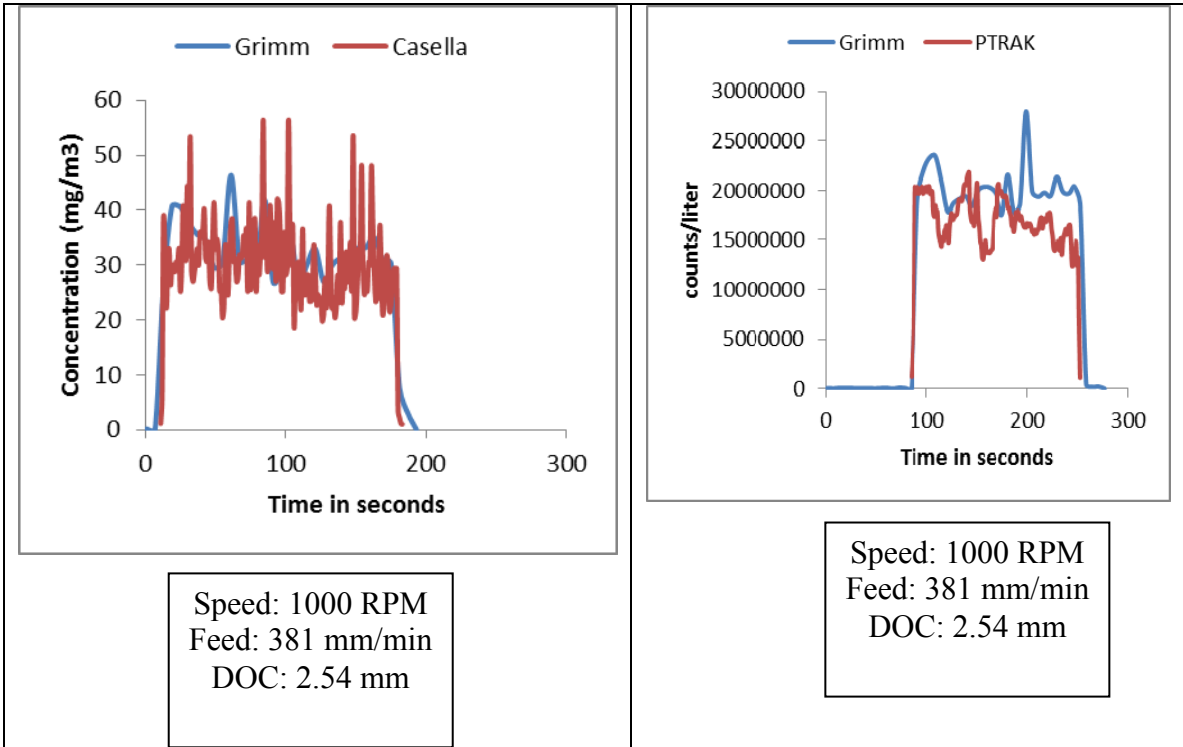 Grimm Casella
60
50
40
30
20
10
0
Concentration (mg/m3)
0 100 200 300
Time in seconds
Speed: 1000 RPM
Feed: 381 mm/min
DOC: 2.54 mm
Grimm PTRAK
30000000
25000000
20000000
15000000
10000000
5000000
0
counts/liter
0 100 200 300
Time in seconds
Speed: 1000 RPM
Feed: 381 mm/min
DOC: 2.54 mm